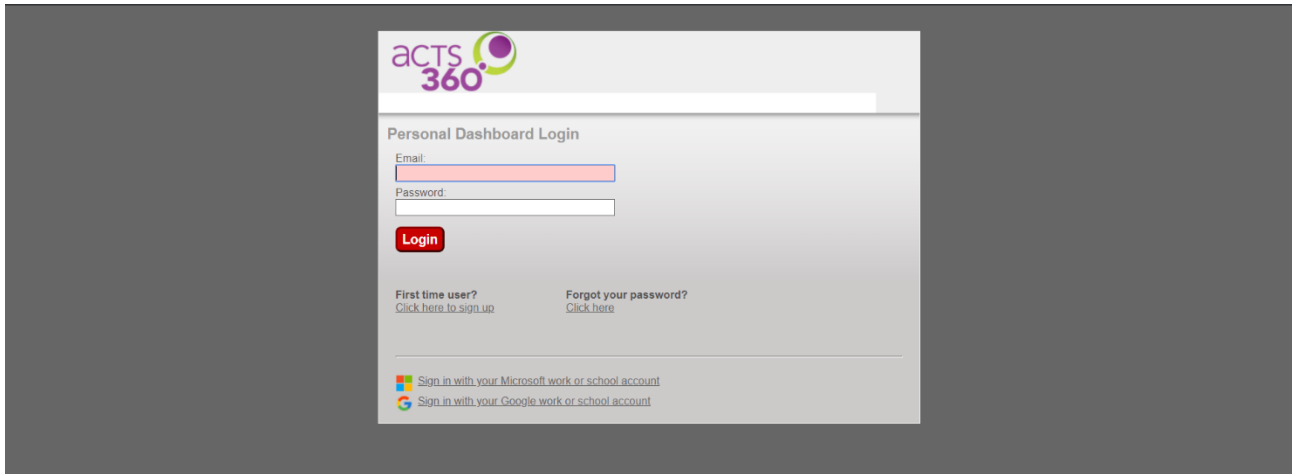 acts
360
Personal Dashboard Login
Email:
Password:
Login
First time user? Forgot your password?
Click here to sign up Click here
Sign in with your Microsoft work or school account
Sign in with your Google work or school account